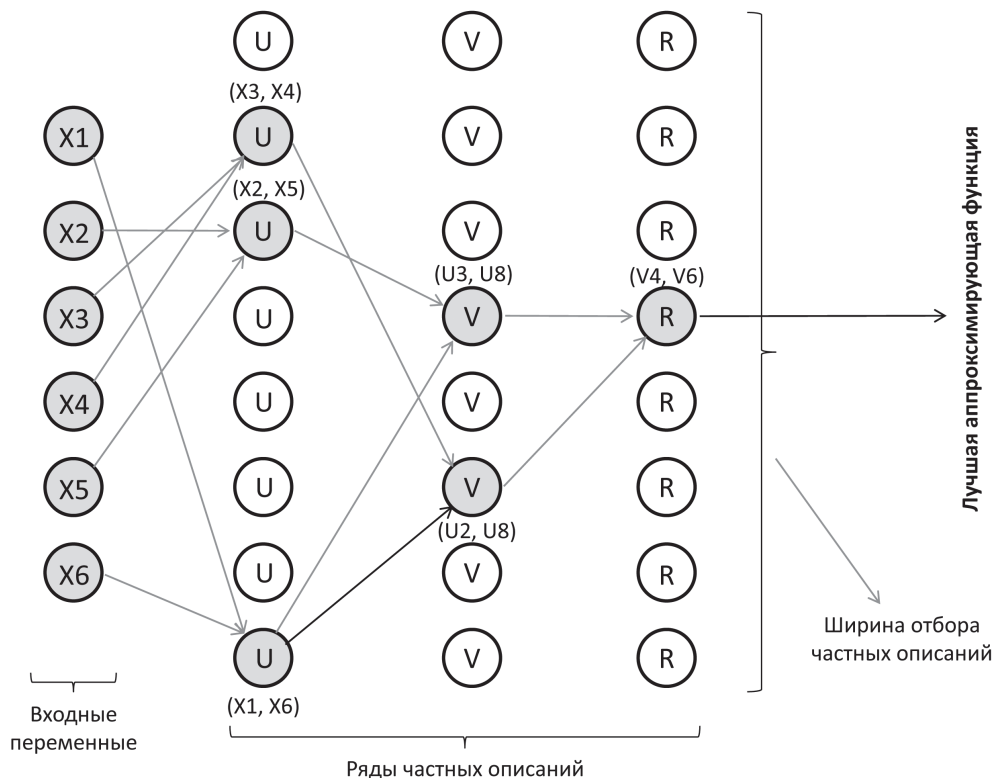 U V R
(X3, X4)
X1 U V R
(X2, X5)
X2 U V R
(U3, U8) (V4, V6)
X3 U V R
X4 U V R
X5 U V R
(U2, U8)
X6 U V R
U V R
(X1, X6)
Лучшая аппроксимирующая функция
Ширина отбора
частных описаний
Входные
переменные
Ряды частных описаний